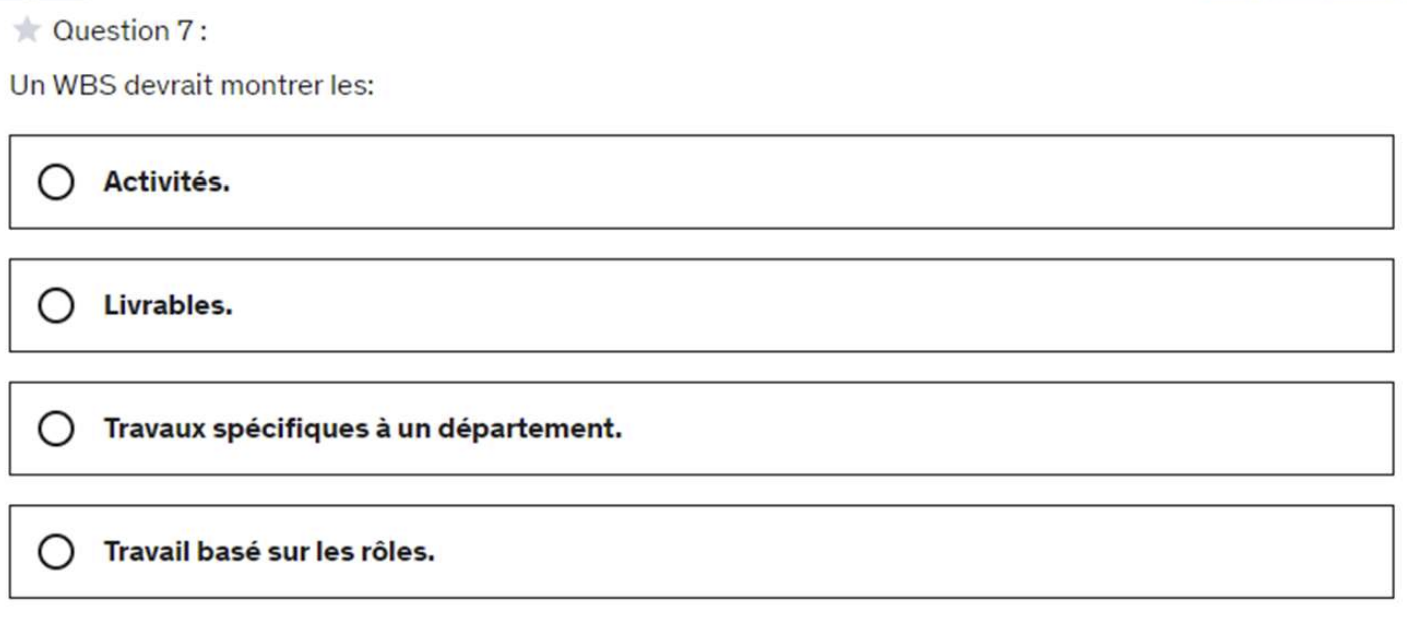 Question 7 :
Un WBS devrait montrer les:
Activités.
Livrables.
Travaux spécifiques à un département.
Travail basé sur les rôles.